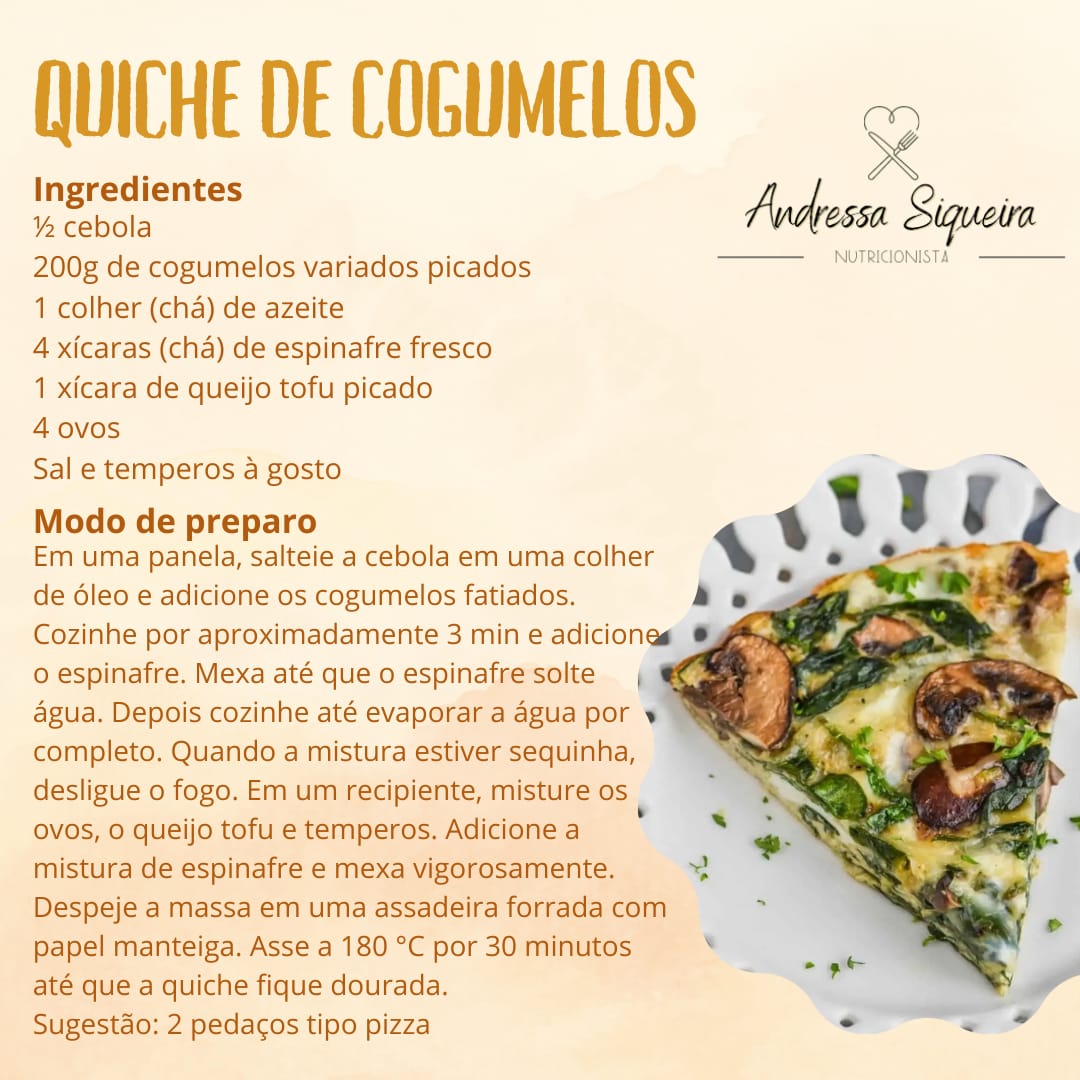 QUICHE DE COGUMELOS
Andressa Siqueira
NUTRICIONISTA
Ingredientes
½ cebola
200g de cogumelos variados picados
1 colher (chá) de azeite
4 xícaras (chá) de espinafre fresco
1 xícara de queijo tofu picado
4 ovos
Sal e temperos à gosto
Modo de preparo
Em uma panela, salteie a cebola em uma colher
de óleo e adicione os cogumelos fatiados.
Cozinhe por aproximadamente 3 min e adicione
o espinafre. Mexa até que o espinafre solte
água. Depois cozinhe até evaporar a água por
completo. Quando a mistura estiver sequinha,
desligue o fogo. Em um recipiente, misture os
ovos, o queijo tofu e temperos. Adicione a
mistura de espinafre e mexa vigorosamente.
Despeje a massa em uma assadeira forrada com
papel manteiga. Asse a 180 °C por 30 minutos
até que a quiche fique dourada.
Sugestão: 2 pedaços tipo pizza